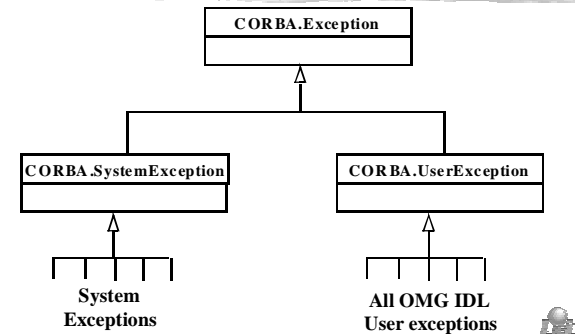 CORBA.Exception
CORBA.SystemException
CORBA.UserException
System
Exceptions
All OMG IDL
User exceptions